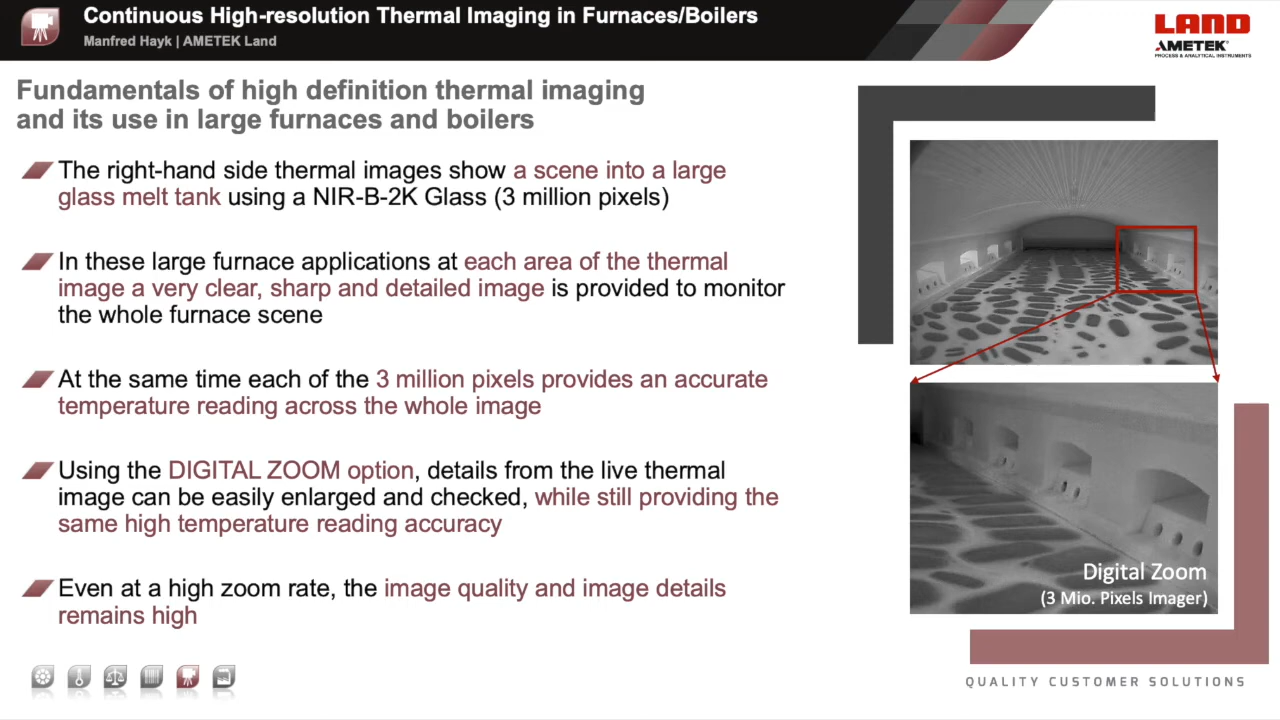 Continuous High-resolution Thermal Imaging in Furnaces/Boilers
Manfred Hayk | AMETEK Land
LAND
AMETEK
PROCESS & ANALYTICAL INSTRUMENTS
Fundamentals of high definition thermal imaging
and its use in large furnaces and boilers
The right-hand side thermal images show a scene into a large
glass melt tank using a NIR-B-2K Glass (3 million pixels)
In these large furnace applications at each area of the thermal
image a very clear, sharp and detailed image is provided to monitor
the whole furnace scene
At the same time each of the 3 million pixels provides an accurate
temperature reading across the whole image
Using the DIGITAL ZOOM option, details from the live thermal
image can be easily enlarged and checked, while still providing the
same high temperature reading accuracy
Even at a high zoom rate, the image quality and image details
remains high
Digital Zoom
(3 Mio. Pixels Imager)
QUALITY CUSTOMER SOLUTIONS